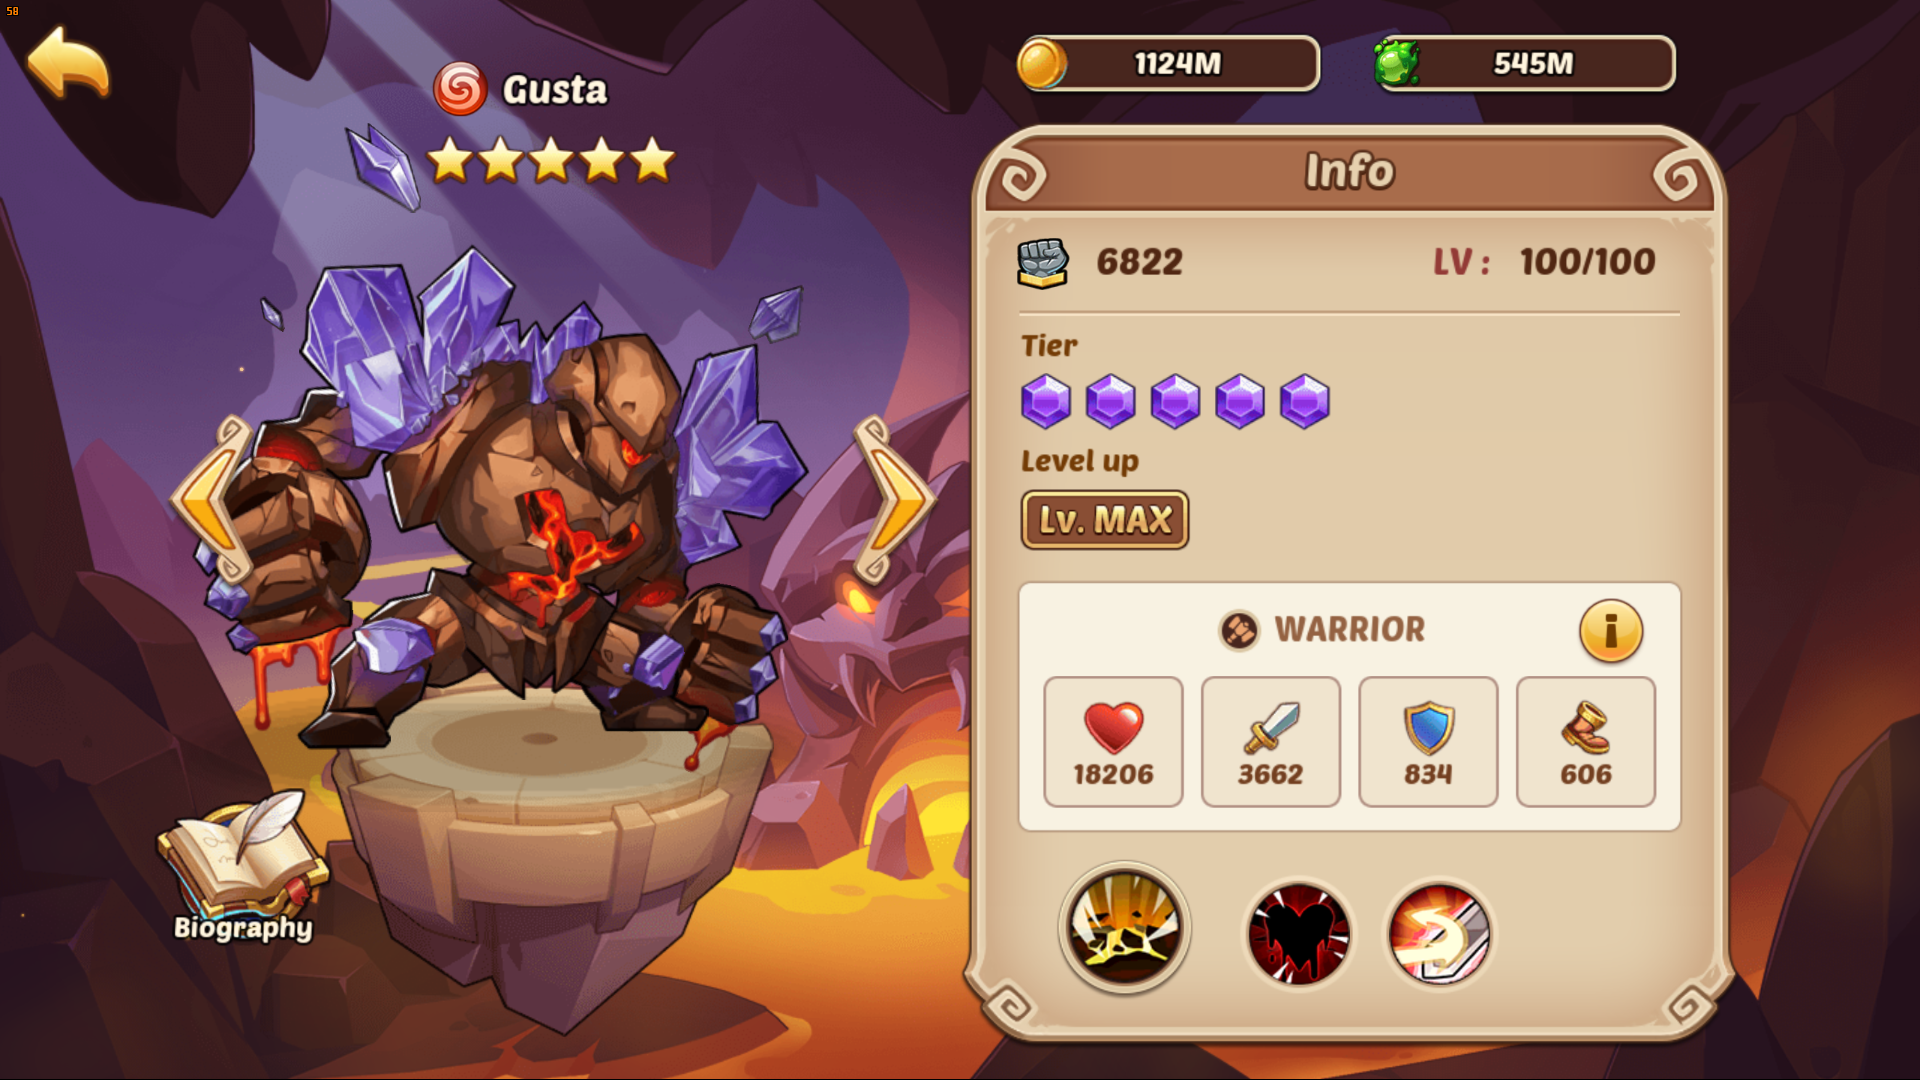 58
Gusta
1124M
545M
Info
6822
LV : 100/100
Tier
Level up
Lv. MAX
WARRIOR
18206
3662
834
606
Biography